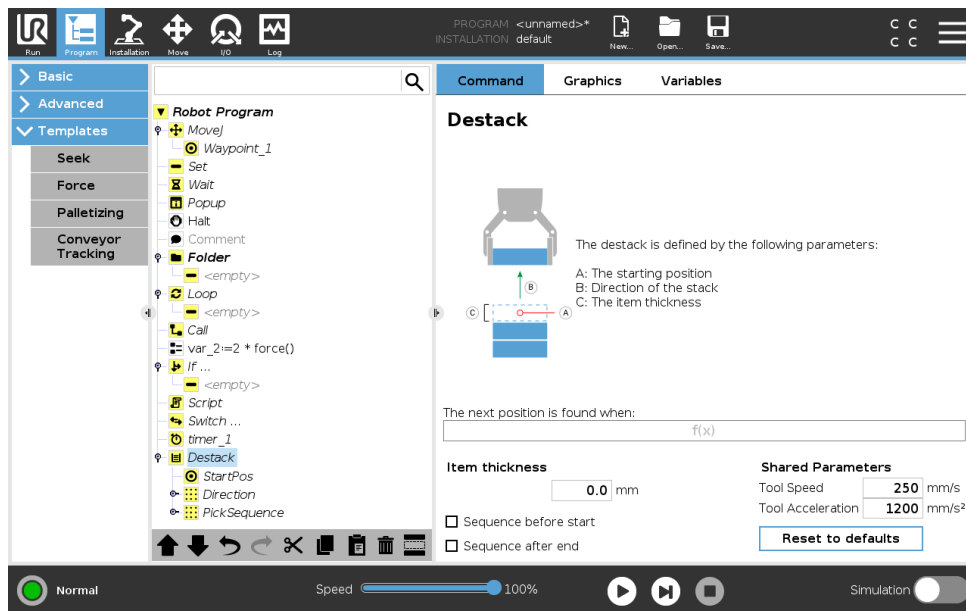 UR
PROGRAM <unnamed>*
INSTALLATION default
Run
Program
Installation
Move
I/O
Log
New...
Open...
Save...
C C
C C
Basic
Advanced
Templates
Seek
Force
Palletizing
Conveyor
Tracking
Robot Program
MoveJ
Waypoint_1
Set
Wait
Popup
Halt
Comment
Folder
<empty>
Loop
<empty>
Call
var_2:=2 * force()
If ...
<empty>
Script
Switch ...
timer_1
Destack
StartPos
Direction
PickSequence
Command
Graphics
Variables
Destack
B
C
A
The destack is defined by the following parameters:
A: The starting position
B: Direction of the stack
C: The item thickness
The next position is found when:
f(x)
Item thickness
0.0 mm
Sequence before start
Sequence after end
Shared Parameters
Tool Speed 250 mm/s
Tool Acceleration 1200 mm/s²
Reset to defaults
Normal
Speed 100%
Simulation